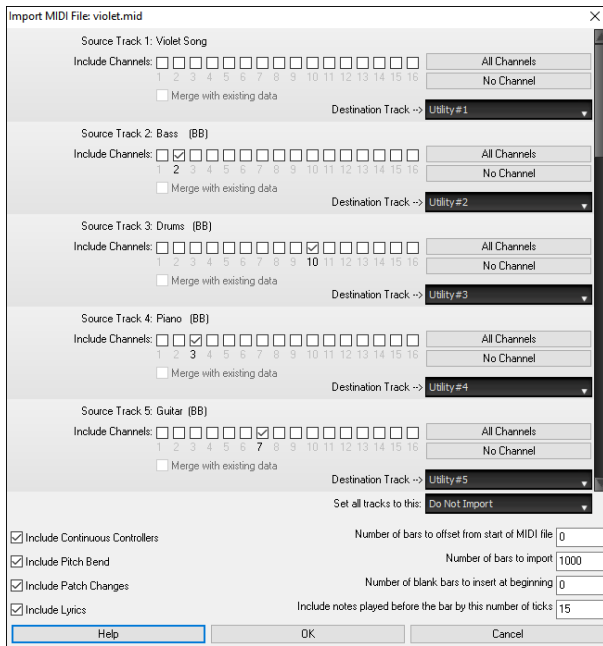 Import MIDI File: violet.mid
Source Track 1: Violet Song
Include Channels: All Channels
1 2 3 4 5 6 7 8 9 10 11 12 13 14 15 16 No Channel
Merge with existing data
Destination Track --> Utility#1
Source Track 2: Bass (BB)
Include Channels: All Channels
1 2 3 4 5 6 7 8 9 10 11 12 13 14 15 16 No Channel
Merge with existing data
Destination Track --> Utility#2
Source Track 3: Drums (BB)
Include Channels: All Channels
1 2 3 4 5 6 7 8 9 10 11 12 13 14 15 16 No Channel
Merge with existing data
Destination Track --> Utility#3
Source Track 4: Piano (BB)
Include Channels: All Channels
1 2 3 4 5 6 7 8 9 10 11 12 13 14 15 16 No Channel
Merge with existing data
Destination Track --> Utility#4
Source Track 5: Guitar (BB)
Include Channels: All Channels
1 2 3 4 5 6 7 8 9 10 11 12 13 14 15 16 No Channel
Merge with existing data
Destination Track --> Utility#5
Set all tracks to this: Do Not Import
Include Continuous Controllers Number of bars to offset from start of MIDI file 0
Include Pitch Bend Number of bars to import 1000
Include Patch Changes Number of blank bars to insert at beginning 0
Include Lyrics Include notes played before the bar by this number of ticks 15
Help OK Cancel